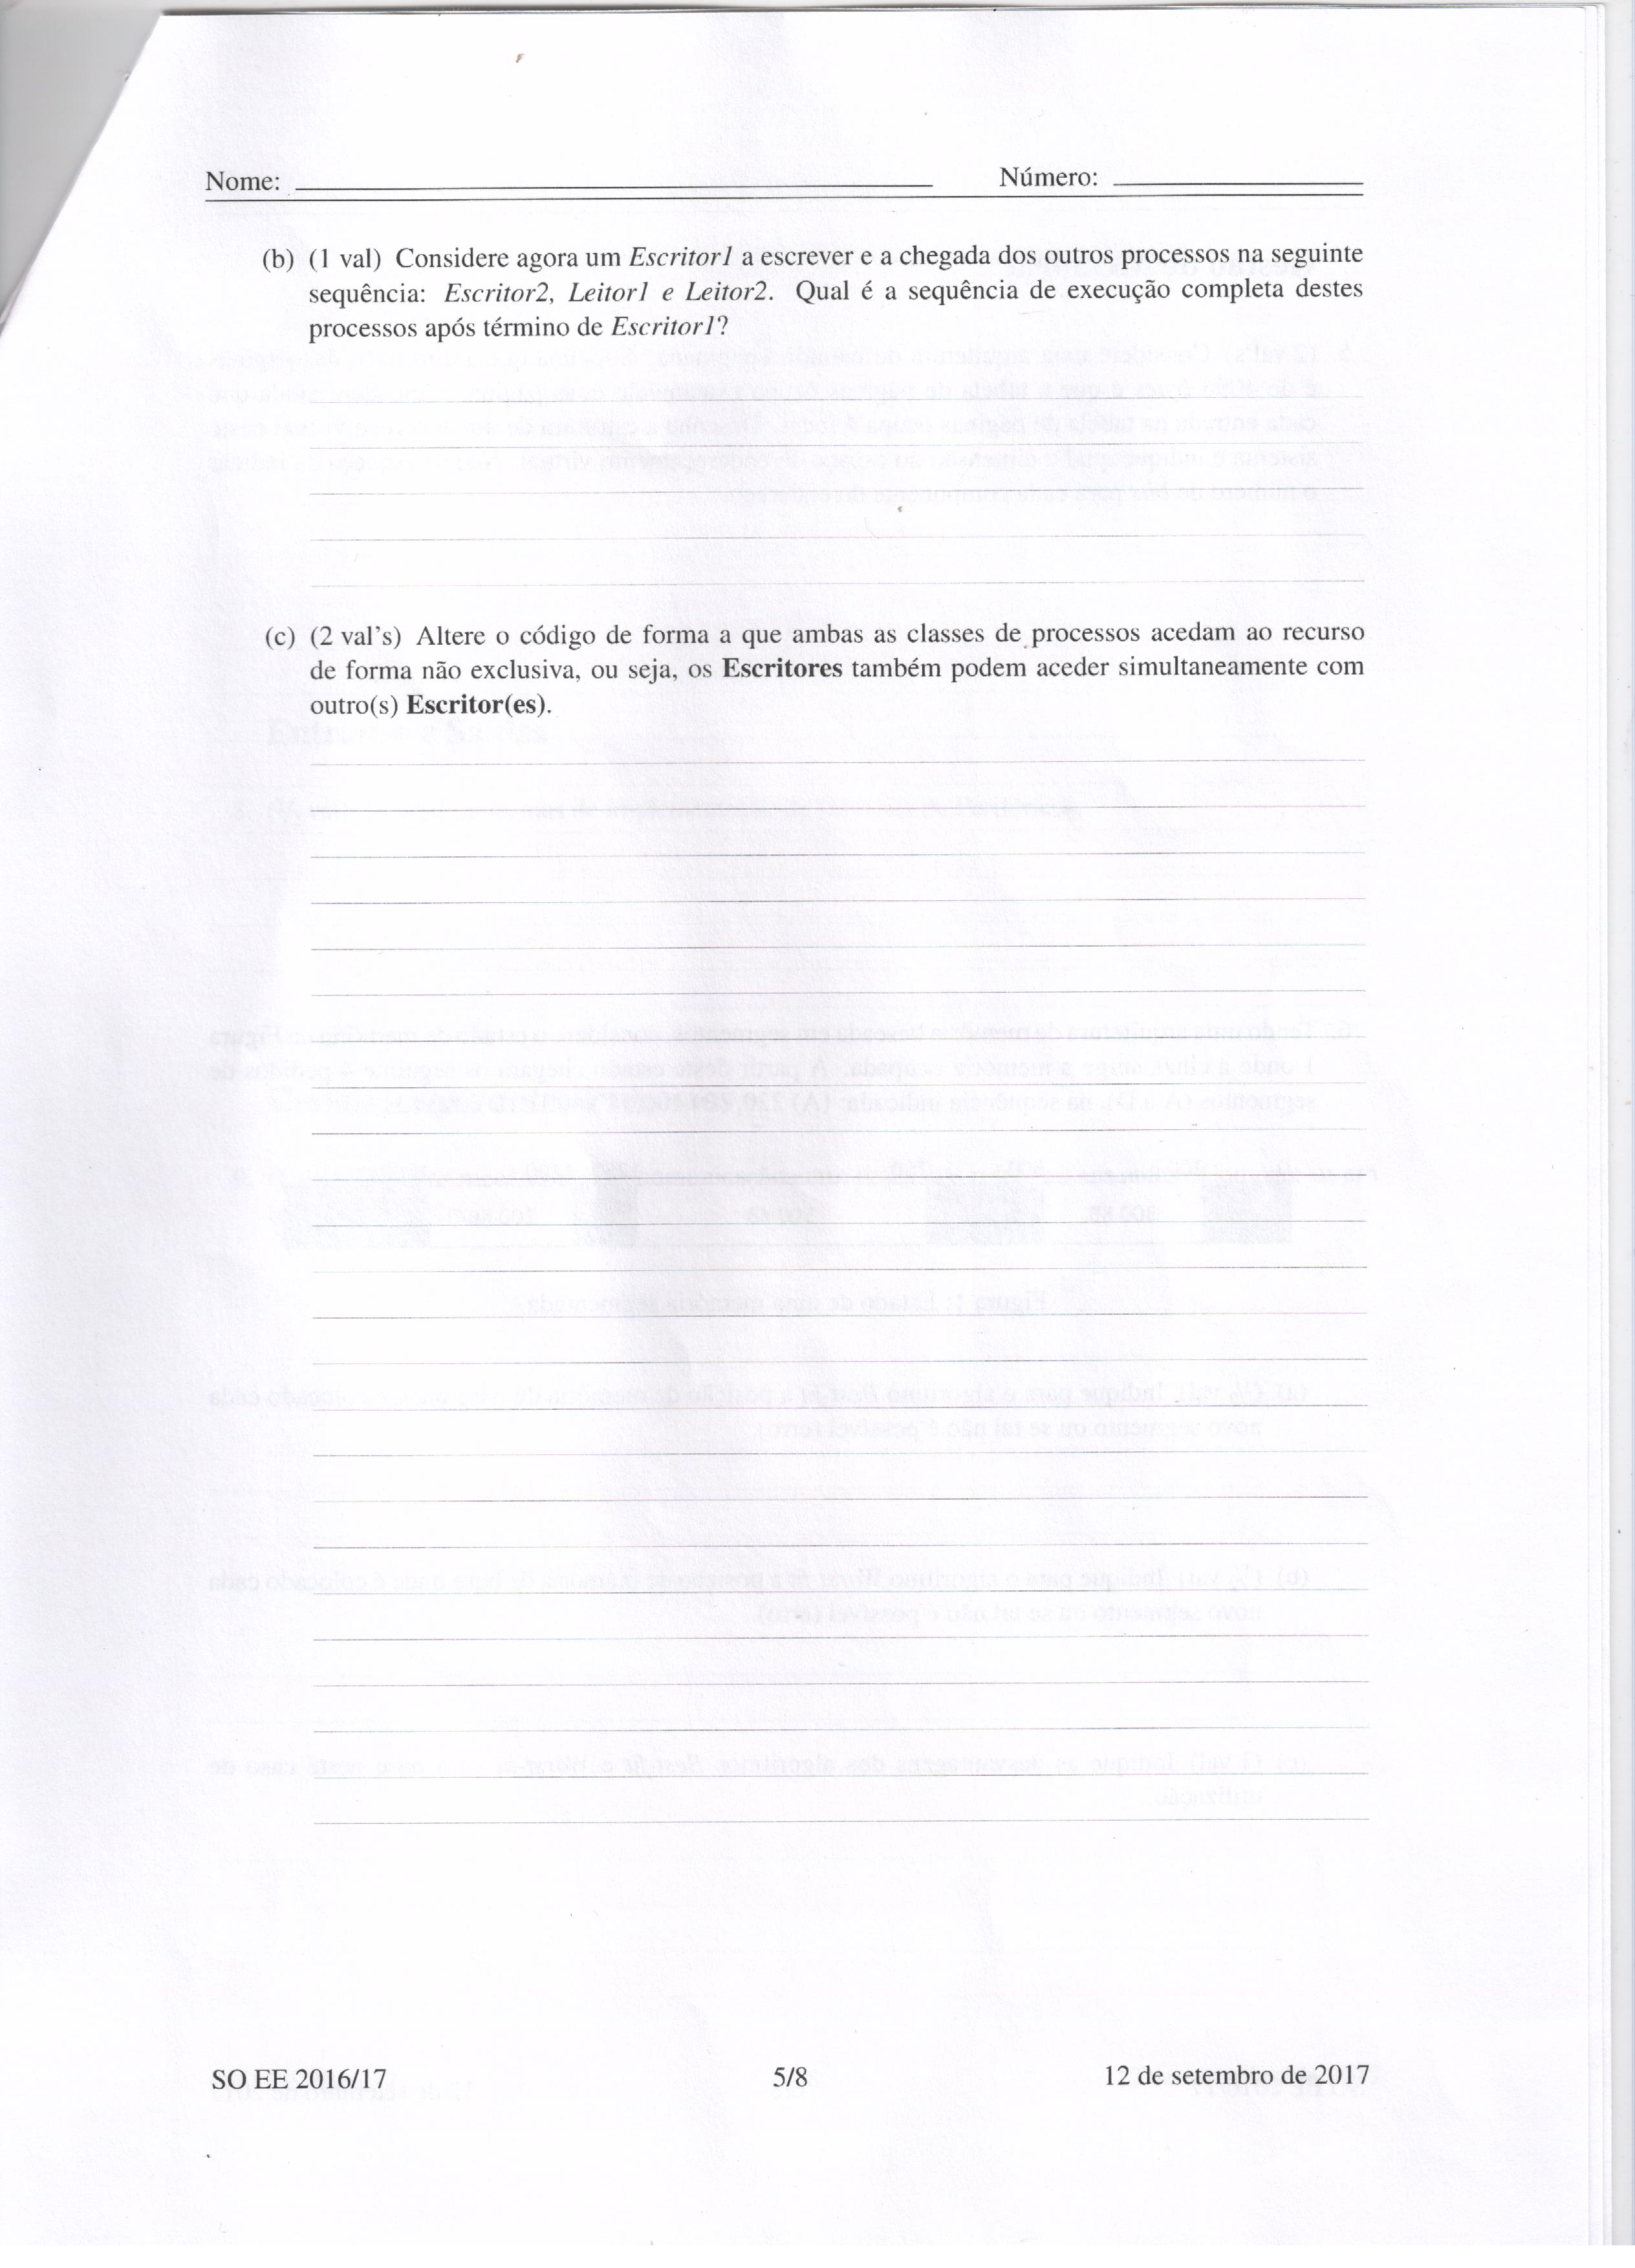 Nome: Número:
(b) (1 val) Considere agora um Escritor1 a escrever e a chegada dos outros processos na seguinte
sequência: Escritor2, Leitor1 e Leitor2. Qual é a sequência de execução completa destes
processos após término de Escritor1?
(c) (2 val's) Altere o código de forma a que ambas as classes de processos acedam ao recurso
de forma não exclusiva, ou seja, os Escritores também podem aceder simultaneamente com
outro(s) Escritor(es).
SO EE 2016/17 5/8 12 de setembro de 2017